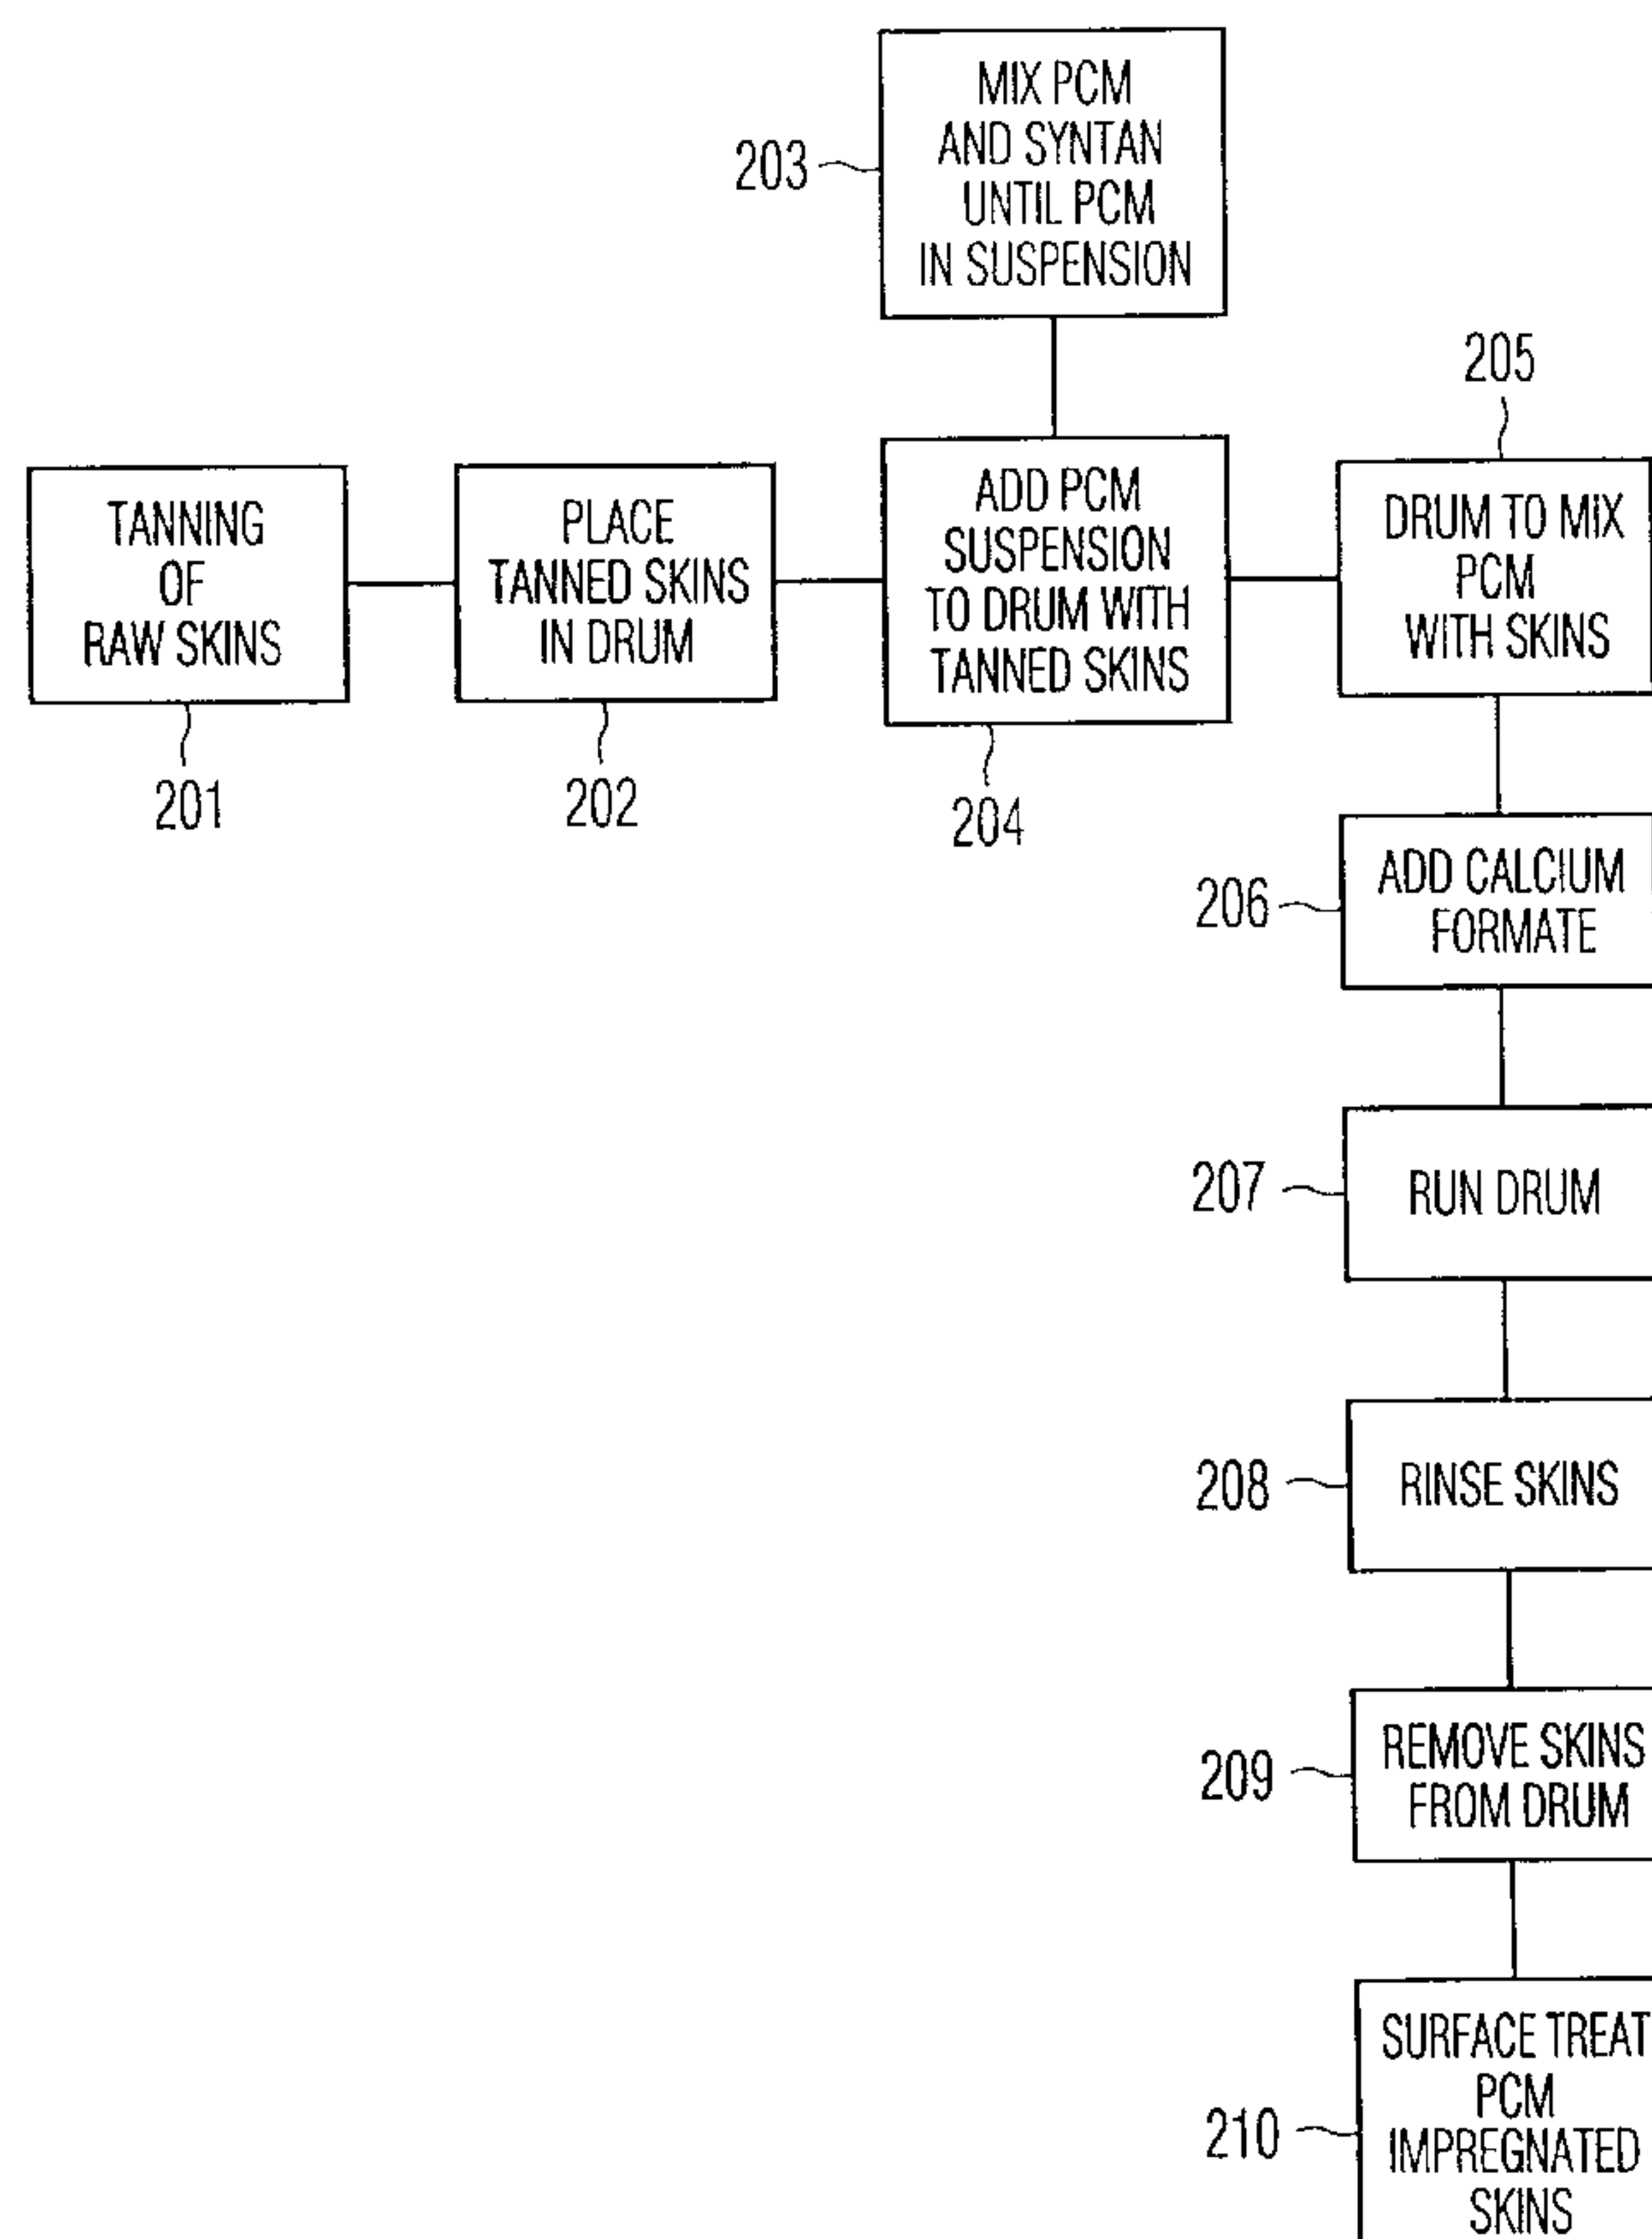 MIX PCM
AND SYNTAN
UNTIL PCM
IN SUSPENSION
203
205
TANNING
OF
RAW SKINS
201
PLACE
TANNED SKINS
IN DRUM
202
ADD PCM
SUSPENSION
TO DRUM WITH
TANNED SKINS
204
DRUM TO MIX
PCM
WITH SKINS
206
ADD CALCIUM
FORMATE
207
RUN DRUM
208
RINSE SKINS
209
REMOVE SKINS
FROM DRUM
210
SURFACE TREAT
PCM
IMPREGNATED
SKINS